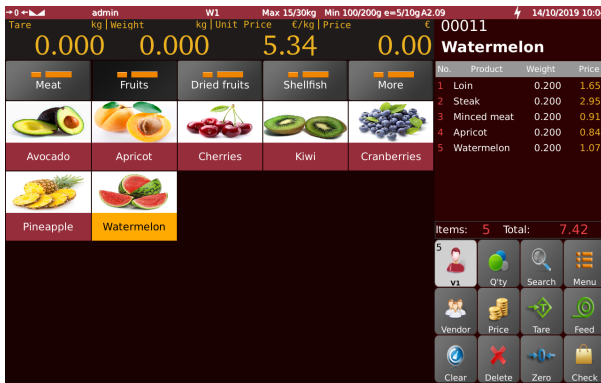 →0← admin W1 Max 15/30kg Min 100/200g e=5/10g A2.09 14/10/2019 10:0
Tare kg Weight kg Unit Price €/kg Price €
0.000 0.000 5.34 0.00
00011
Watermelon
Meat Fruits Dried fruits Shellfish More
Avocado Apricot Cherries Kiwi Cranberries
Pineapple Watermelon
No. Product Weight Price
1 Loin 0.200 1.65
2 Steak 0.200 2.95
3 Minced meat 0.200 0.91
4 Apricot 0.200 0.84
5 Watermelon 0.200 1.07
Items: 5 Total: 7.42
5
V1 Q'ty Search Menu
Vendor Price Tare Feed
Clear Delete Zero Check